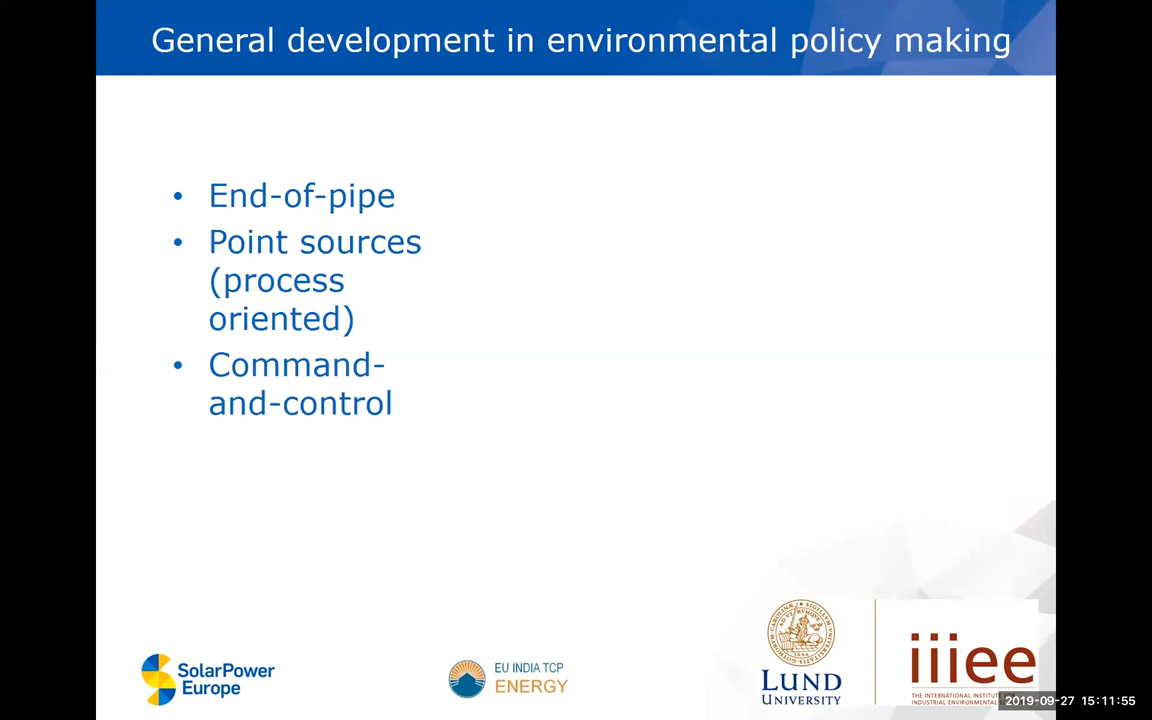 General development in environmental policy making
• End-of-pipe
• Point sources
(process
oriented)
• Command-
and-control
SolarPower
Europe
EU INDIA TCP
ENERGY
LUND
UNIVERSITY
iiiee
THE INTERNATIONAL INSTITUTE
INDUSTRIAL ENVIRONMENTAL
2019-09-27 15:11:55